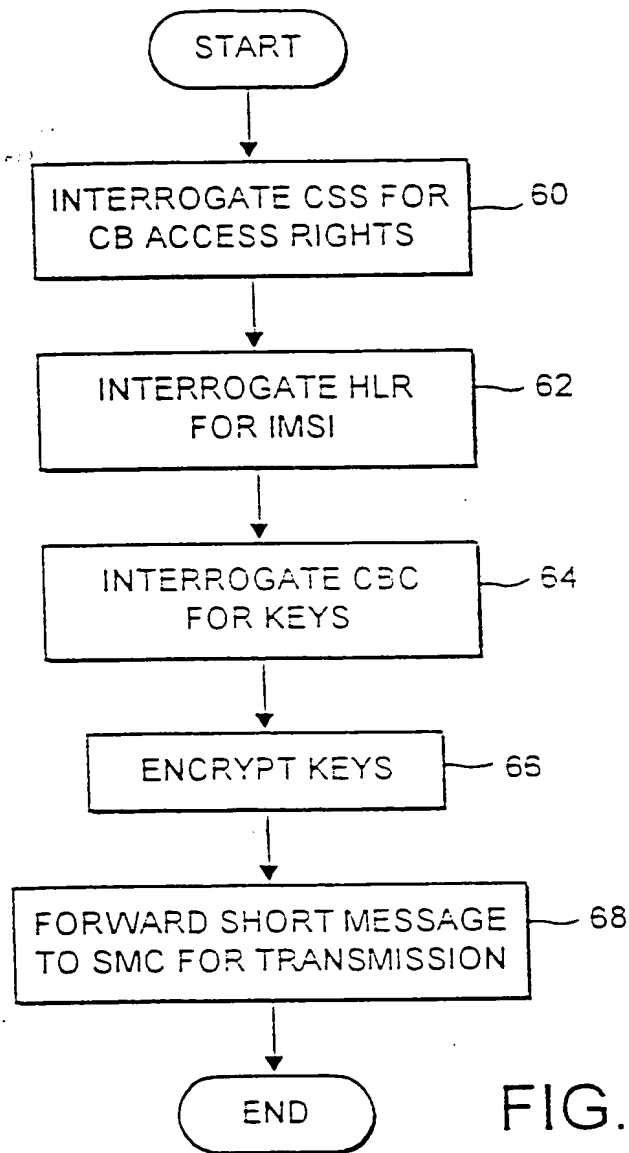 START
INTERROGATE CSS FOR
CB ACCESS RIGHTS
60
INTERROGATE HLR
FOR IMSI
62
INTERROGATE CBC
FOR KEYS
64
ENCRYPT KEYS
66
FORWARD SHORT MESSAGE
TO SMC FOR TRANSMISSION
68
END
FIG.